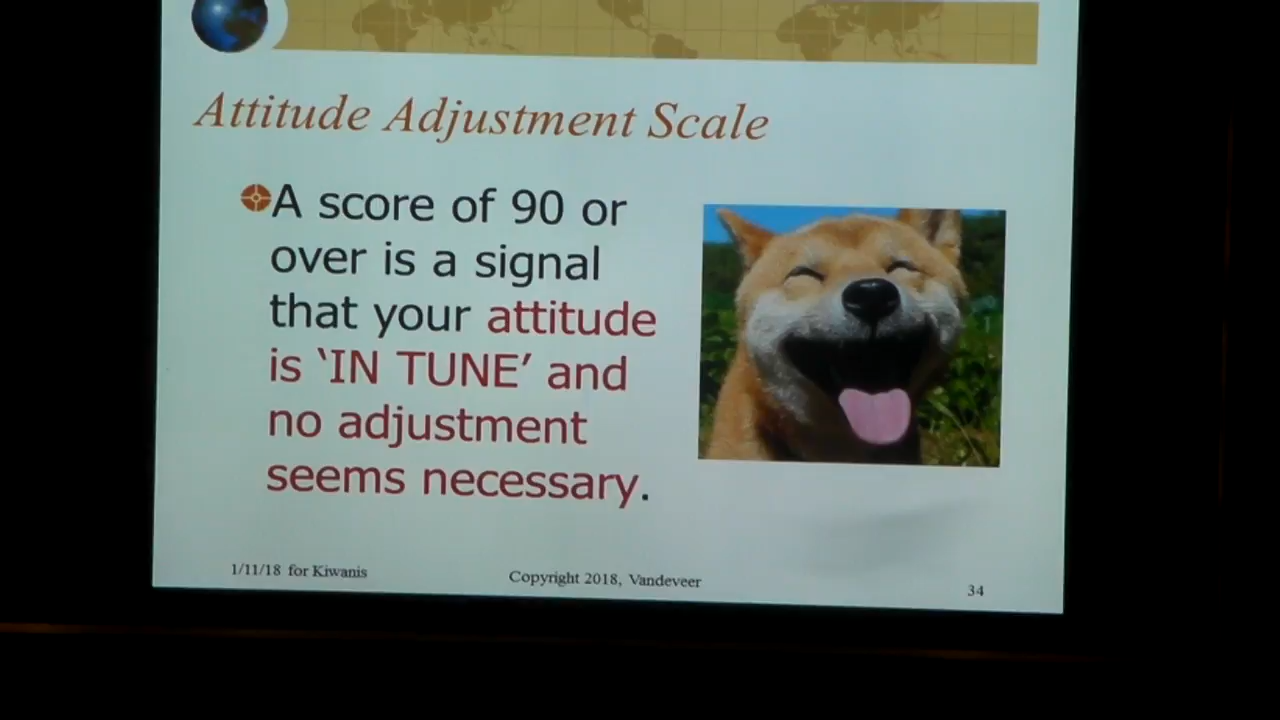 Attitude Adjustment Scale
A score of 90 or
over is a signal
that your attitude
is ‘IN TUNE’ and
no adjustment
seems necessary.
1/11/18 for Kiwanis
Copyright 2018, Vandeveer
34